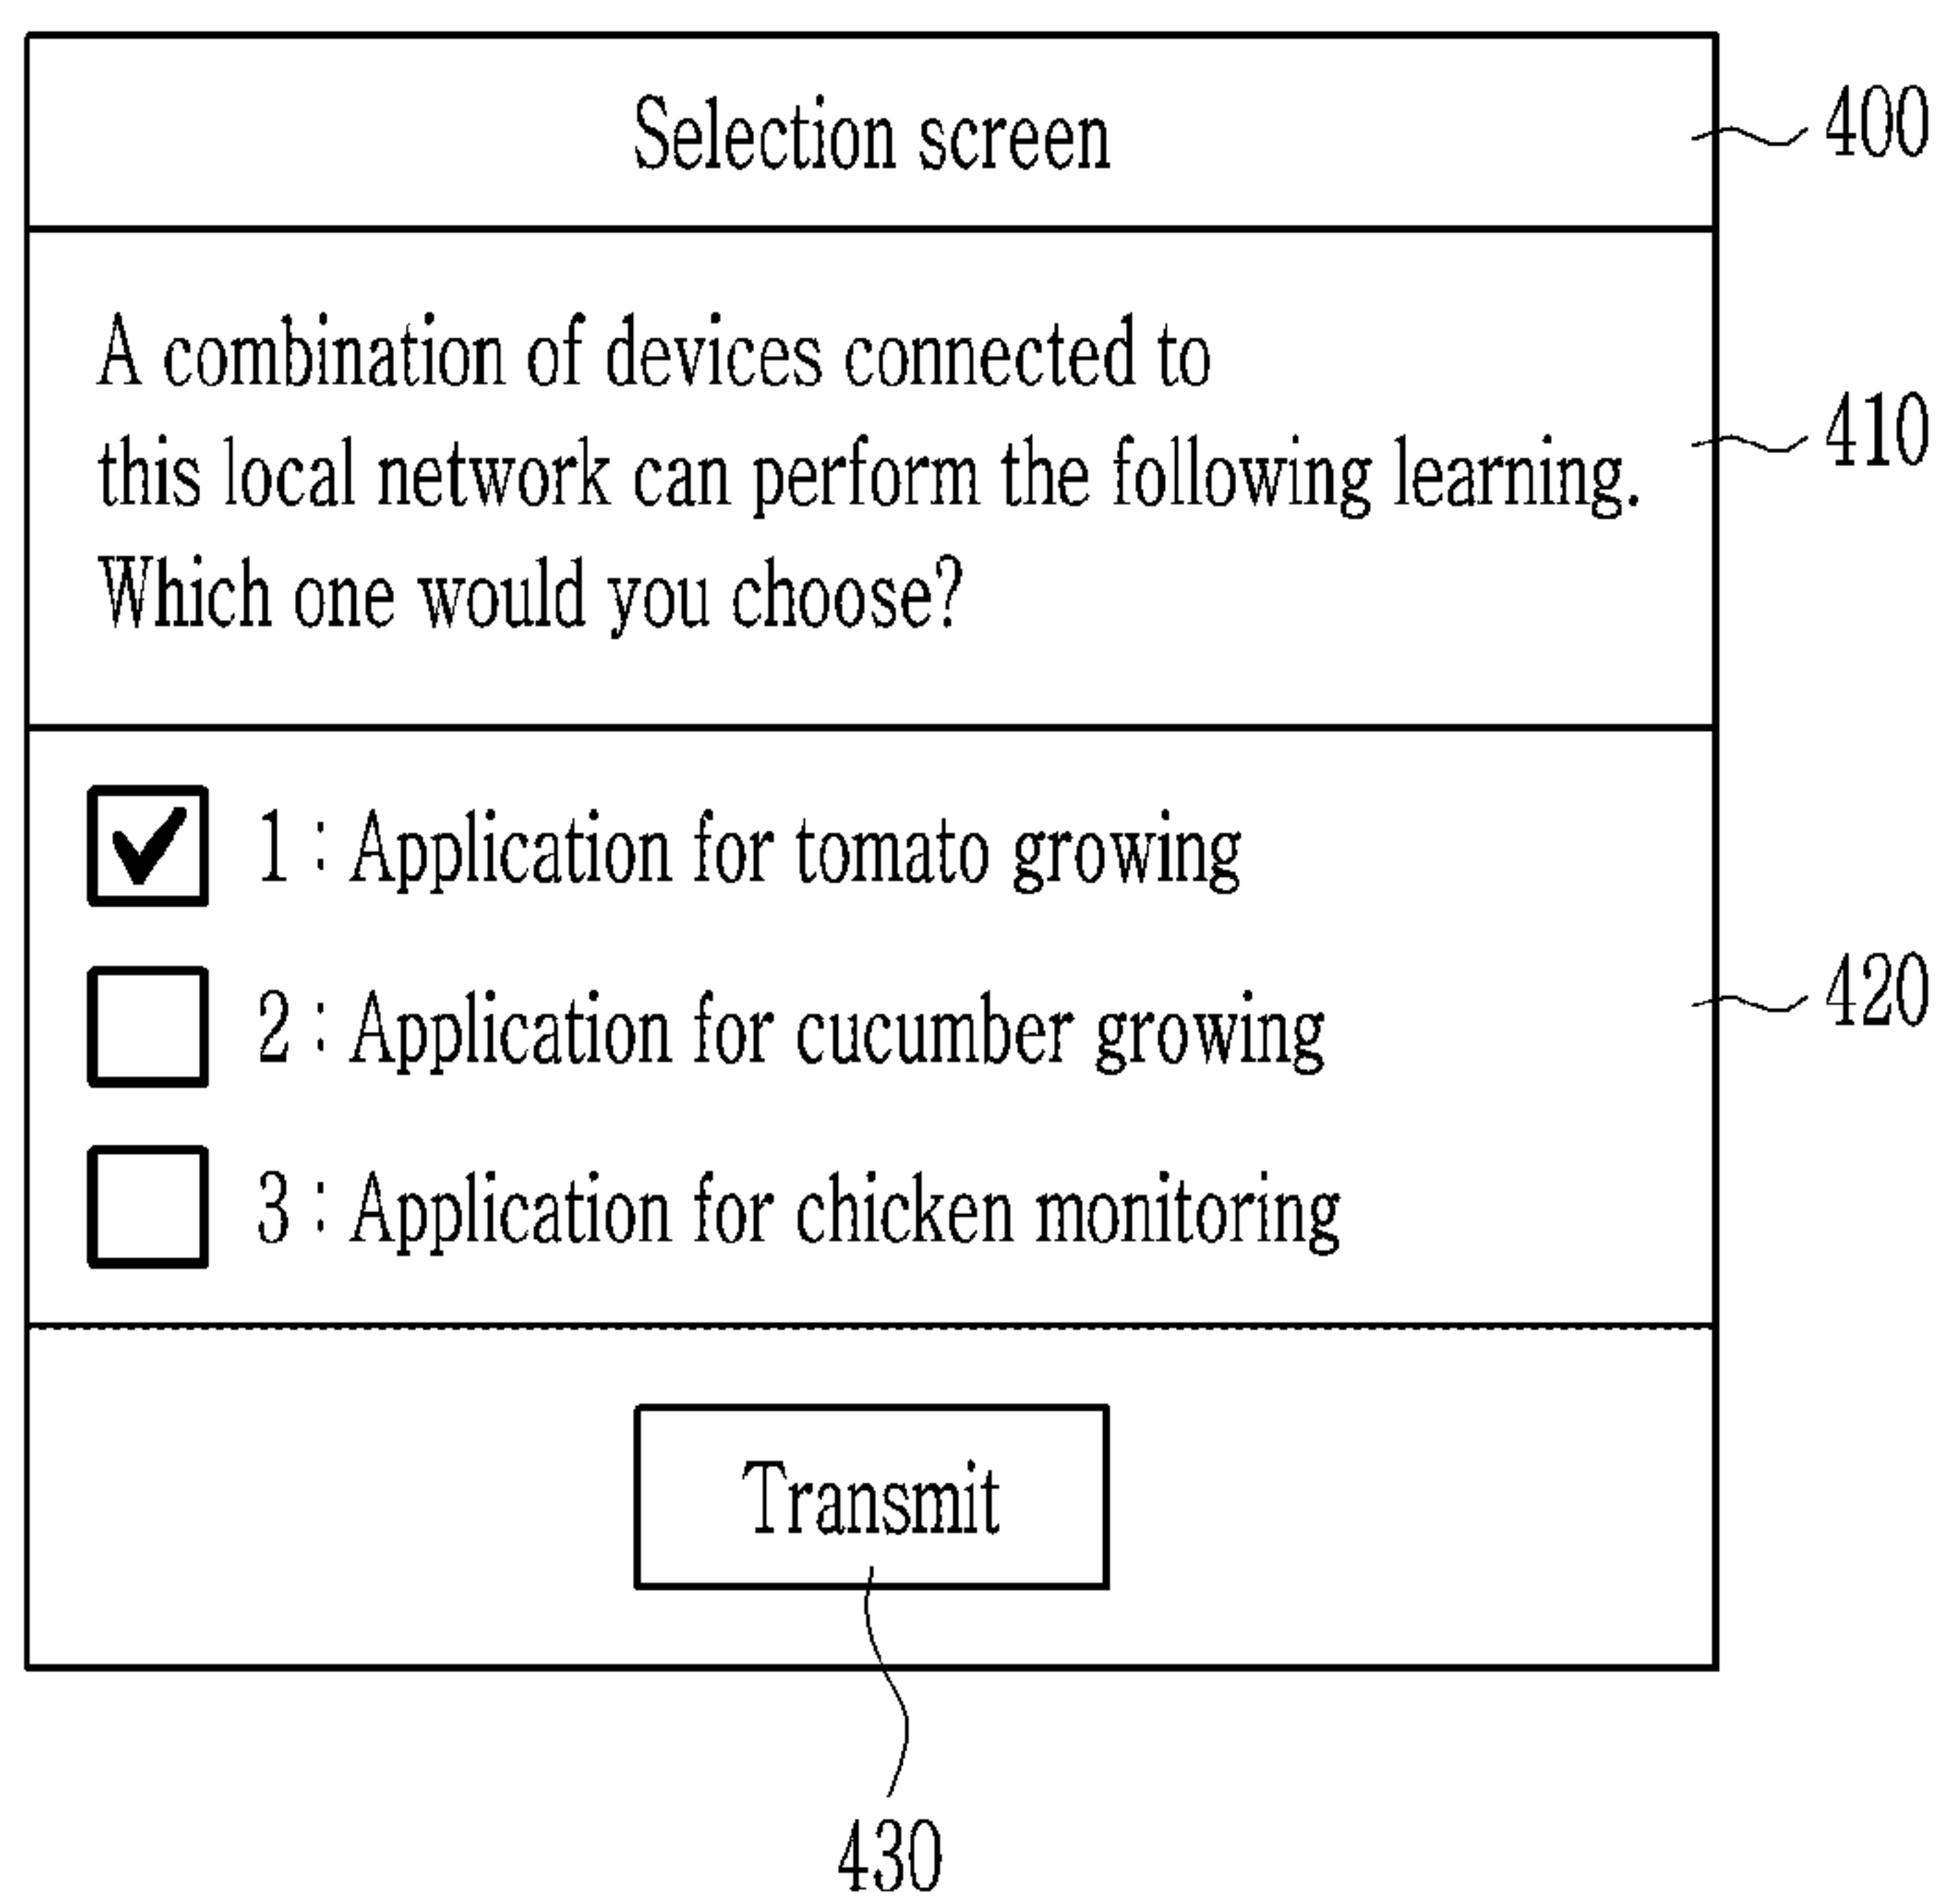 Selection screen
400
A combination of devices connected to
this local network can perform the following learning.
Which one would you choose?
410
1 : Application for tomato growing
2 : Application for cucumber growing
420
3 : Application for chicken monitoring
Transmit
430